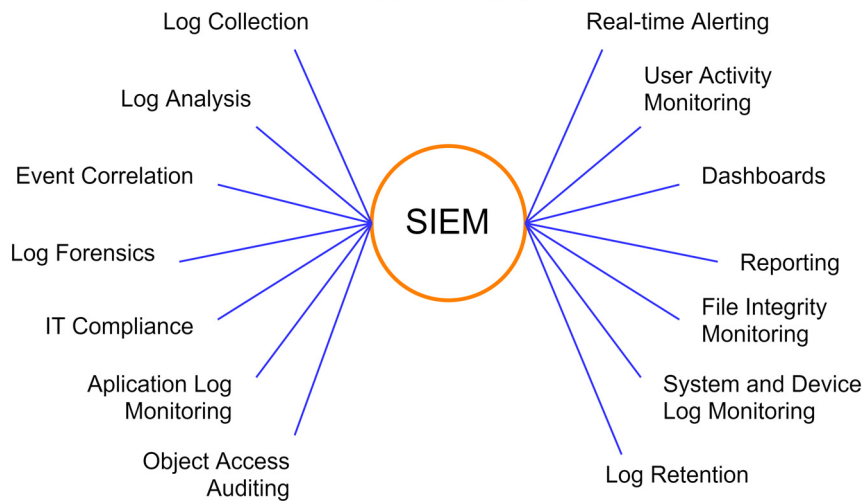 Log Collection
Log Analysis
Event Correlation
Log Forensics
IT Compliance
Aplication Log
Monitoring
Object Access
Auditing
SIEM
Real-time Alerting
User Activity
Monitoring
Dashboards
Reporting
File Integrity
Monitoring
System and Device
Log Monitoring
Log Retention